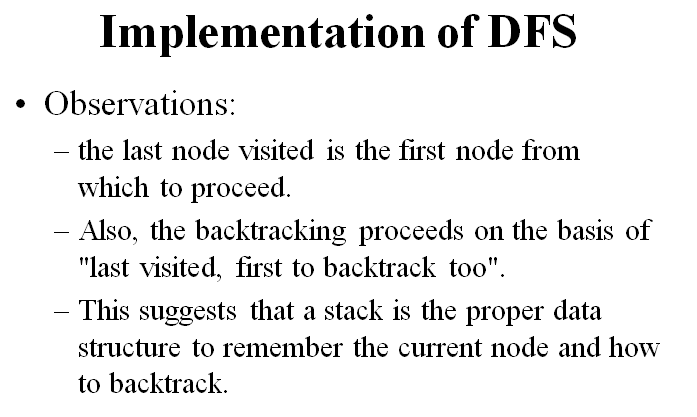 Implementation of DFS
• Observations:
– the last node visited is the first node from
which to proceed.
– Also, the backtracking proceeds on the basis of
"last visited, first to backtrack too".
– This suggests that a stack is the proper data
structure to remember the current node and how
to backtrack.